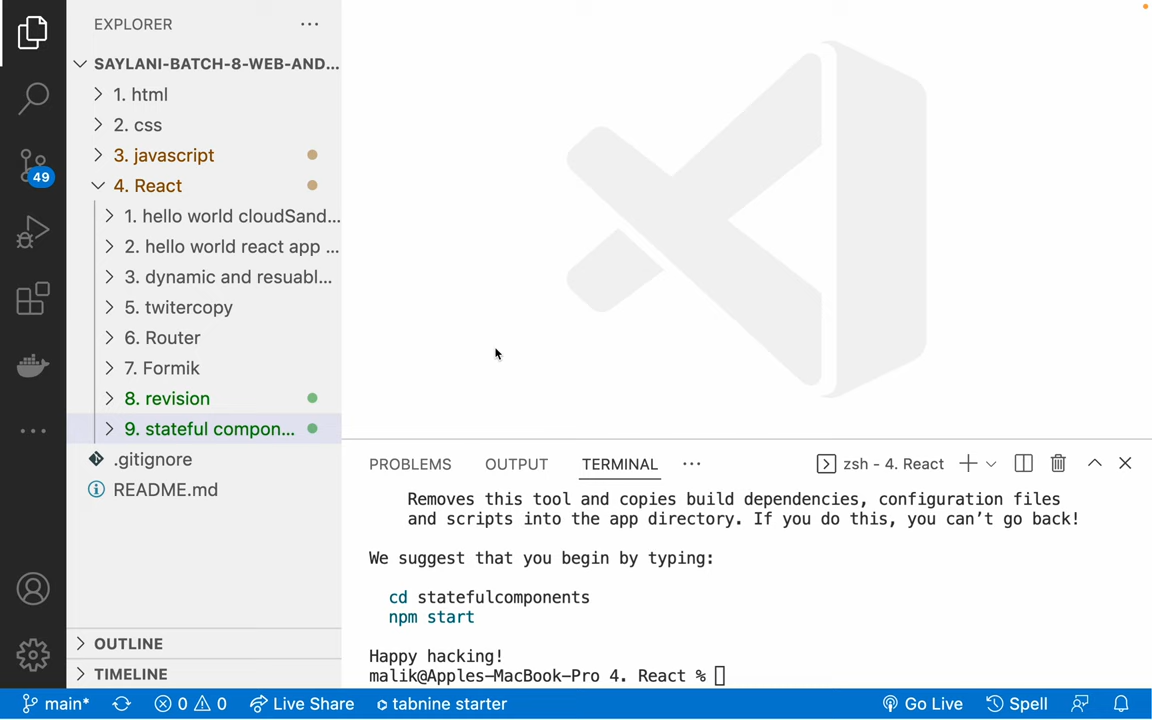 EXPLORER
SAYLANI-BATCH-8-WEB-AND...
1. html
2. css
3. javascript
4. React
1. hello world cloudSand...
2. hello world react app ...
3. dynamic and resuabl...
5. twitercopy
6. Router
7. Formik
8. revision
9. stateful compon...
.gitignore
README.md
OUTLINE
TIMELINE
49
PROBLEMS OUTPUT TERMINAL ... zsh - 4. React
Removes this tool and copies build dependencies, configuration files
and scripts into the app directory. If you do this, you can’t go back!
We suggest that you begin by typing:
cd statefulcomponents
npm start
Happy hacking!
malik@Apples-MacBook-Pro 4. React %
main* 0 0 Live Share tabnine starter Go Live Spell